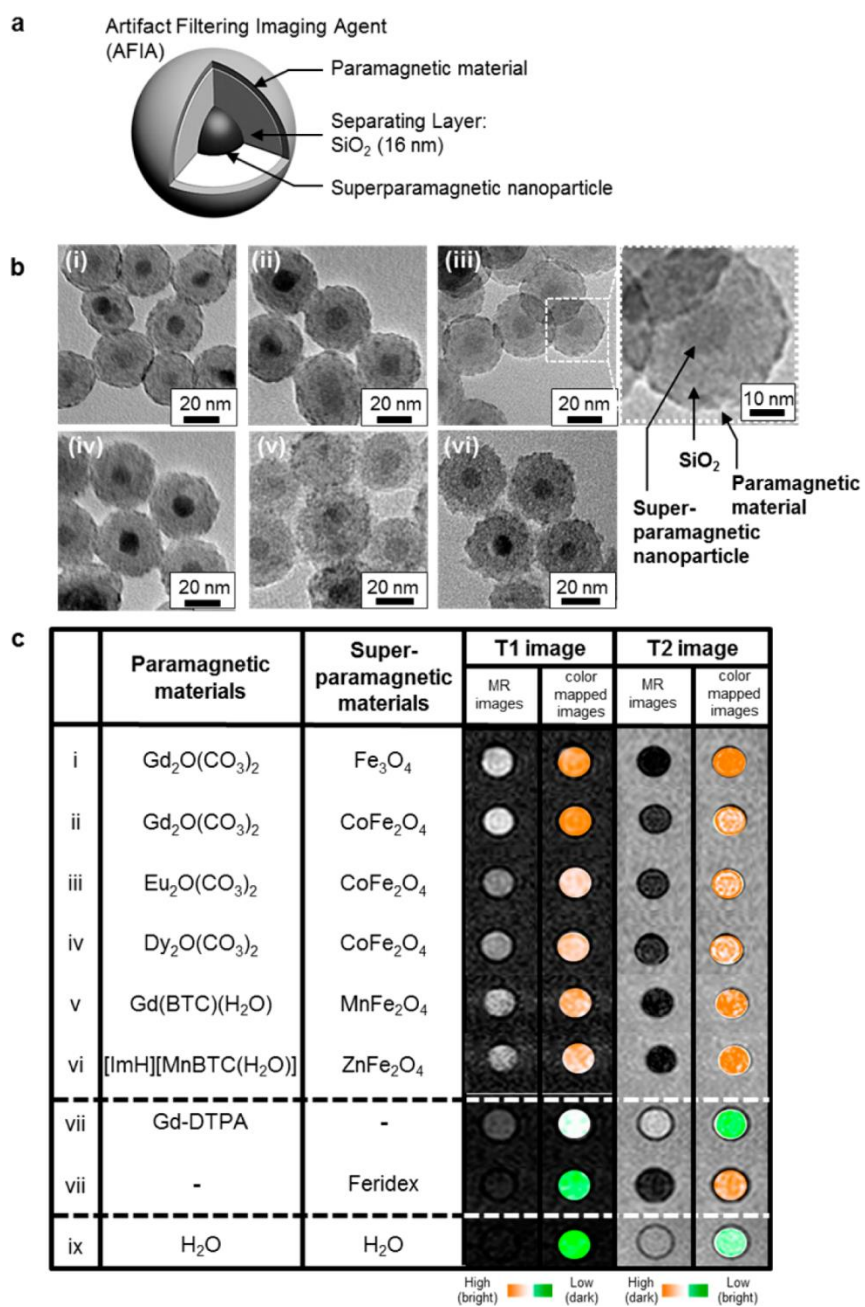 a
Artifact Filtering Imaging Agent
(AFIA)
Paramagnetic material
Separating Layer:
SiO₂ (16 nm)
Superparamagnetic nanoparticle
b
(i)
(ii)
(iii)
20 nm
20 nm
20 nm
10 nm
(iv)
(v)
(vi)
20 nm
20 nm
20 nm
SiO₂
Paramagnetic
material
Super-
paramagnetic
nanoparticle
c
Paramagnetic
materials
Super-
paramagnetic
materials
T1 image
T2 image
MR
images
color
mapped
images
MR
images
color
mapped
images
i Gd₂O(CO₃)₂ Fe₃O₄
ii Gd₂O(CO₃)₂ CoFe₂O₄
iii Eu₂O(CO₃)₂ CoFe₂O₄
iv Dy₂O(CO₃)₂ CoFe₂O₄
v Gd(BTC)(H₂O) MnFe₂O₄
vi [ImH][MnBTC(H₂O)] ZnFe₂O₄
vii Gd-DTPA -
vii - Feridex
ix H₂O H₂O
High
(bright)
Low
(dark)
High
(dark)
Low
(bright)